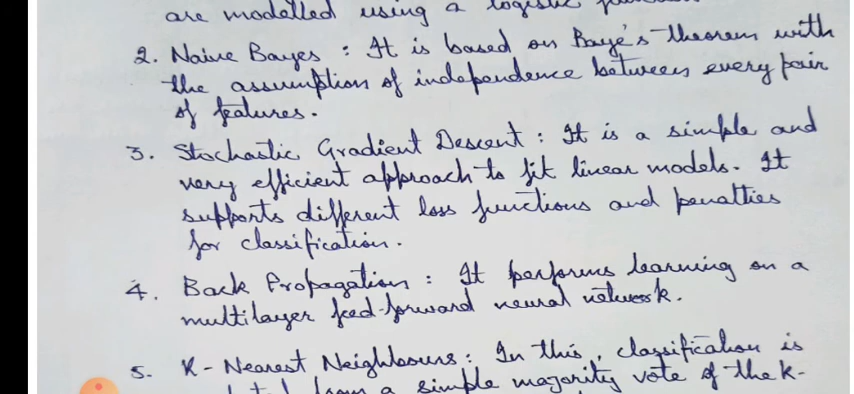 are modelled using a logistic
2. Naive Bayes : It is based on Baye's Theorem with
the assumption of independence between every pair
of features.
3. Stochastic Gradient Descent : It is a simple and
very efficient approach to fit linear models. It
supports different loss functions and penalties
for classification.
4. Back Propagation : It performs learning on a
multilayer feed-forward neural network.
5. K-Nearest Neighbours : In this, classification is
from a simple majority vote of the K-